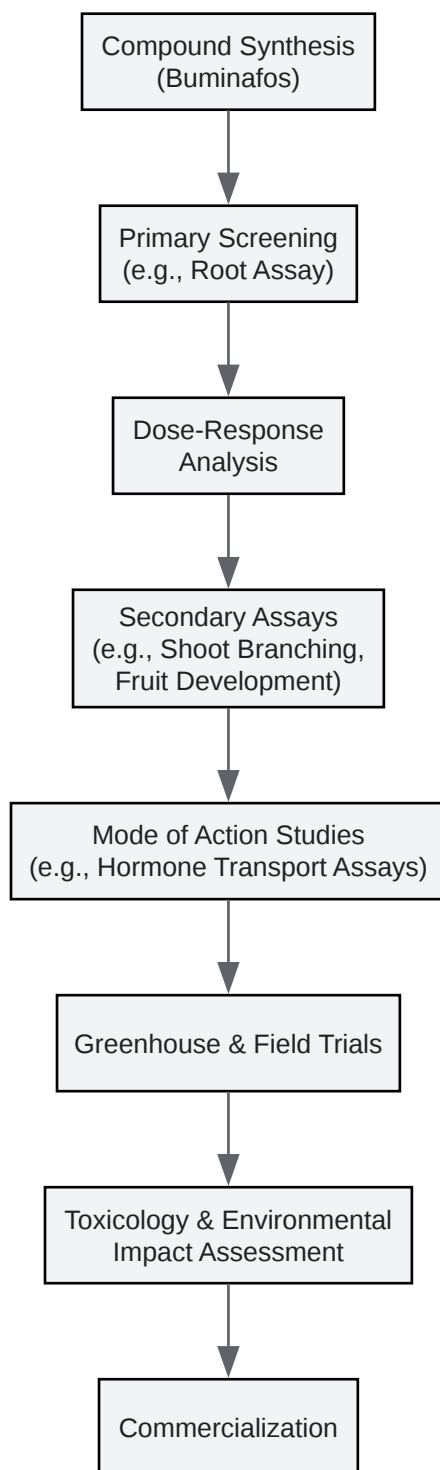 Compound Synthesis
(Buminafos)
Primary Screening
(e.g., Root Assay)
Dose-Response
Analysis
Secondary Assays
(e.g., Shoot Branching,
Fruit Development)
Mode of Action Studies
(e.g., Hormone Transport Assays)
Greenhouse & Field Trials
Toxicology & Environmental
Impact Assessment
Commercialization